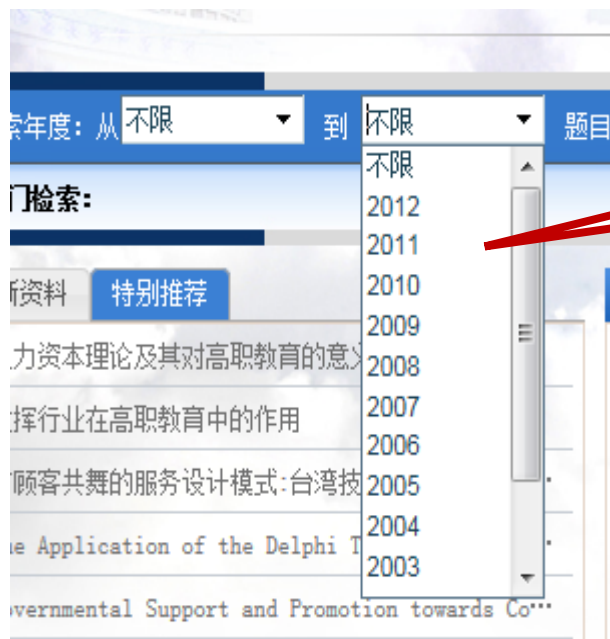 索年度：从 不限 到 不限 题目
门检索：
不限
2012
2011
2010
2009
2008
2007
2006
2005
2004
2003
新资料 特别推荐
力资本理论及其对高职教育的意义
挥行业在高职教育中的作用
顾客共舞的服务设计模式:台湾技
he Application of the Delphi T
overnmental Support and Promotion towards Co…